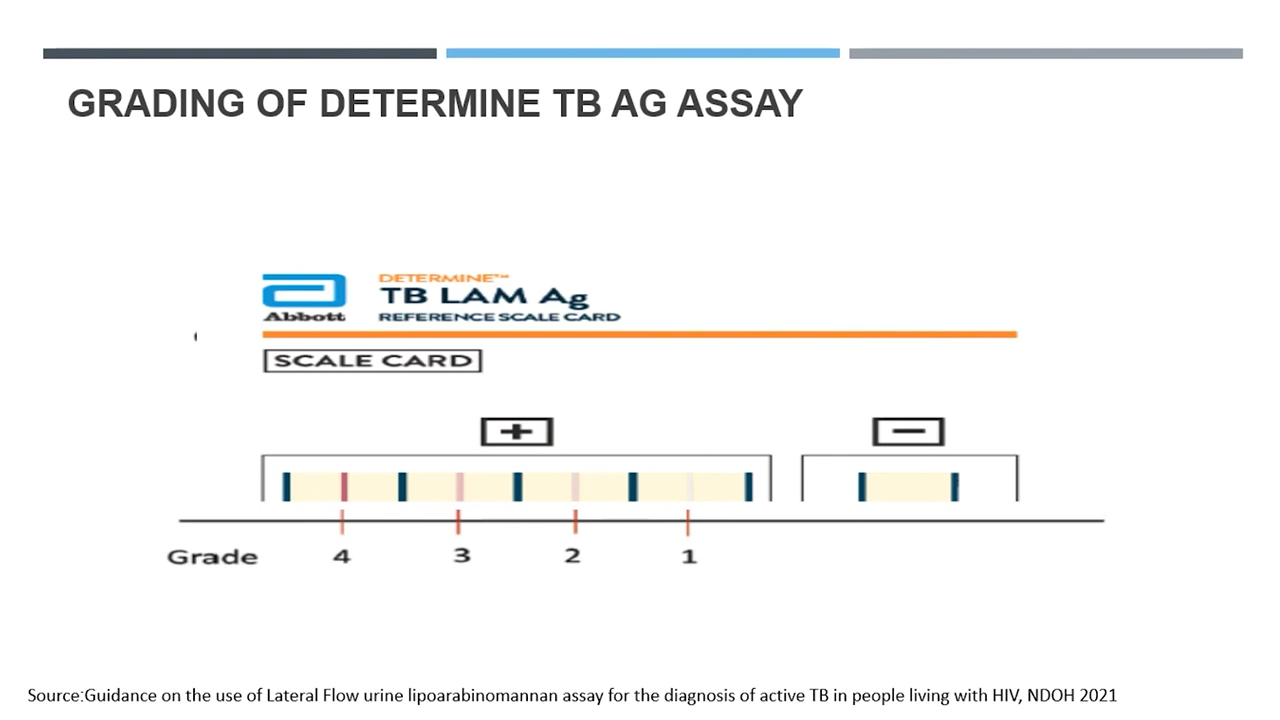 GRADING OF DETERMINE TB AG ASSAY
DETERMINE™
TB LAM Ag
Abbott
REFERENCE SCALE CARD
SCALE CARD
+
−
Grade 4 3 2 1
Source:Guidance on the use of Lateral Flow urine lipoarabinomannan assay for the diagnosis of active TB in people living with HIV, NDOH 2021